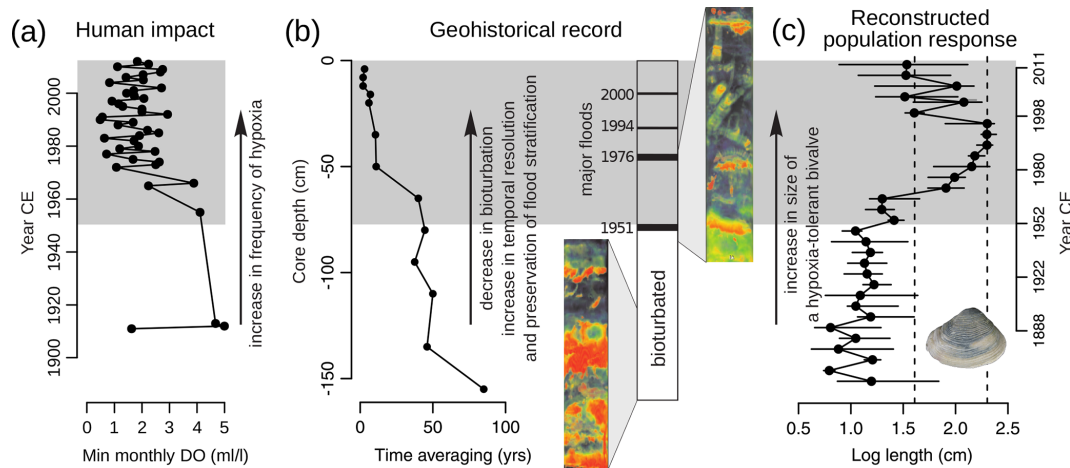 (a) Human impact
2000
1980
1960
1940
1920
1900
Year CE
increase in frequency of hypoxia
0 1 2 3 4 5
Min monthly DO (ml/l)
(b) Geohistorical record
0
-50
-100
-150
Core depth (cm)
decrease in bioturbation
increase in temporal resolution
and preservation of flood stratification
0 50 100
Time averaging (yrs)
major floods
2000
1994
1976
1951
bioturbated
(c) Reconstructed
population response
increase in size of
a hypoxia-tolerant bivalve
2011
1998
1980
1952
1922
1888
Year CE
0.5 1.0 1.5 2.0 2.5
Log length (cm)